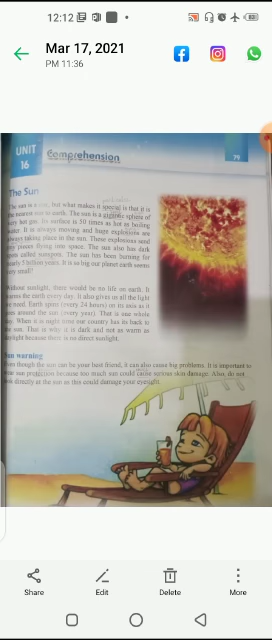 12:12
Mar 17, 2021
PM 11:36
UNIT
16
Comprehension
79
The Sun
The sun is a star, but what makes it special is that it is
the nearest star to earth. The sun is a gigantic sphere of
very hot gas. Its surface is 30 times as hot as boiling
water. It is always moving and huge explosions are
always taking place in the sun. These explosions send
pieces flying into space. The sun also has dark
spots called sunspots. The sun has been burning for
nearly 5 billion years. It is so big our planet earth seems
very small!
Without sunlight, there would be no life on earth. It
warms the earth every day. It also gives us all the light
we need. Earth spins (every 24 hours) on its axis as it
goes around the sun (every year). That is one whole
day. When it is night time our country has its back to
the sun. That is why it is dark and not as warm as
daylight because there is no direct sunlight.
Sun warning
Even though the sun can be your best friend, it can also cause big problems. It is important to
wear sun protection because too much sun could cause serious skin damage. Also, do not
look directly at the sun as this could damage your eyesight.
Share
Edit
Delete
More